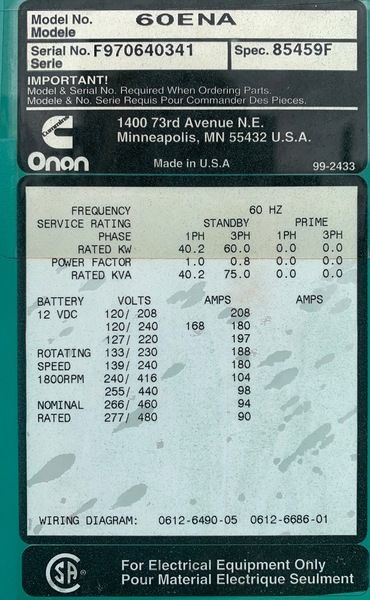 Model No. 60ENA
Modele
Serial No. F970640341 Spec. 85459F
Serie
IMPORTANT!
Model & Serial No. Required When Ordering Parts.
Modele & No. Serie Requis Pour Commander Des Pieces.
Cummins
Onan
1400 73rd Avenue N.E.
Minneapolis, MN 55432 U.S.A.
Made in U.S.A
99-2433
FREQUENCY 60 HZ
SERVICE RATING STANDBY PRIME
PHASE 1PH 3PH 1PH 3PH
RATED KW 40.2 60.0 0.0 0.0
POWER FACTOR 1.0 0.8 0.0 0.0
RATED KVA 40.2 75.0 0.0 0.0
BATTERY VOLTS AMPS AMPS
12 VDC 120/ 208 208
120/ 240 168 180
127/ 220 197
ROTATING 133/ 230 188
SPEED 139/ 240 180
1800RPM 240/ 416 104
255/ 440 98
NOMINAL 266/ 460 94
RATED 277/ 480 90
WIRING DIAGRAM: 0612-6490-05 0612-6686-01
SA
For Electrical Equipment Only
Pour Material Electrique Seulment